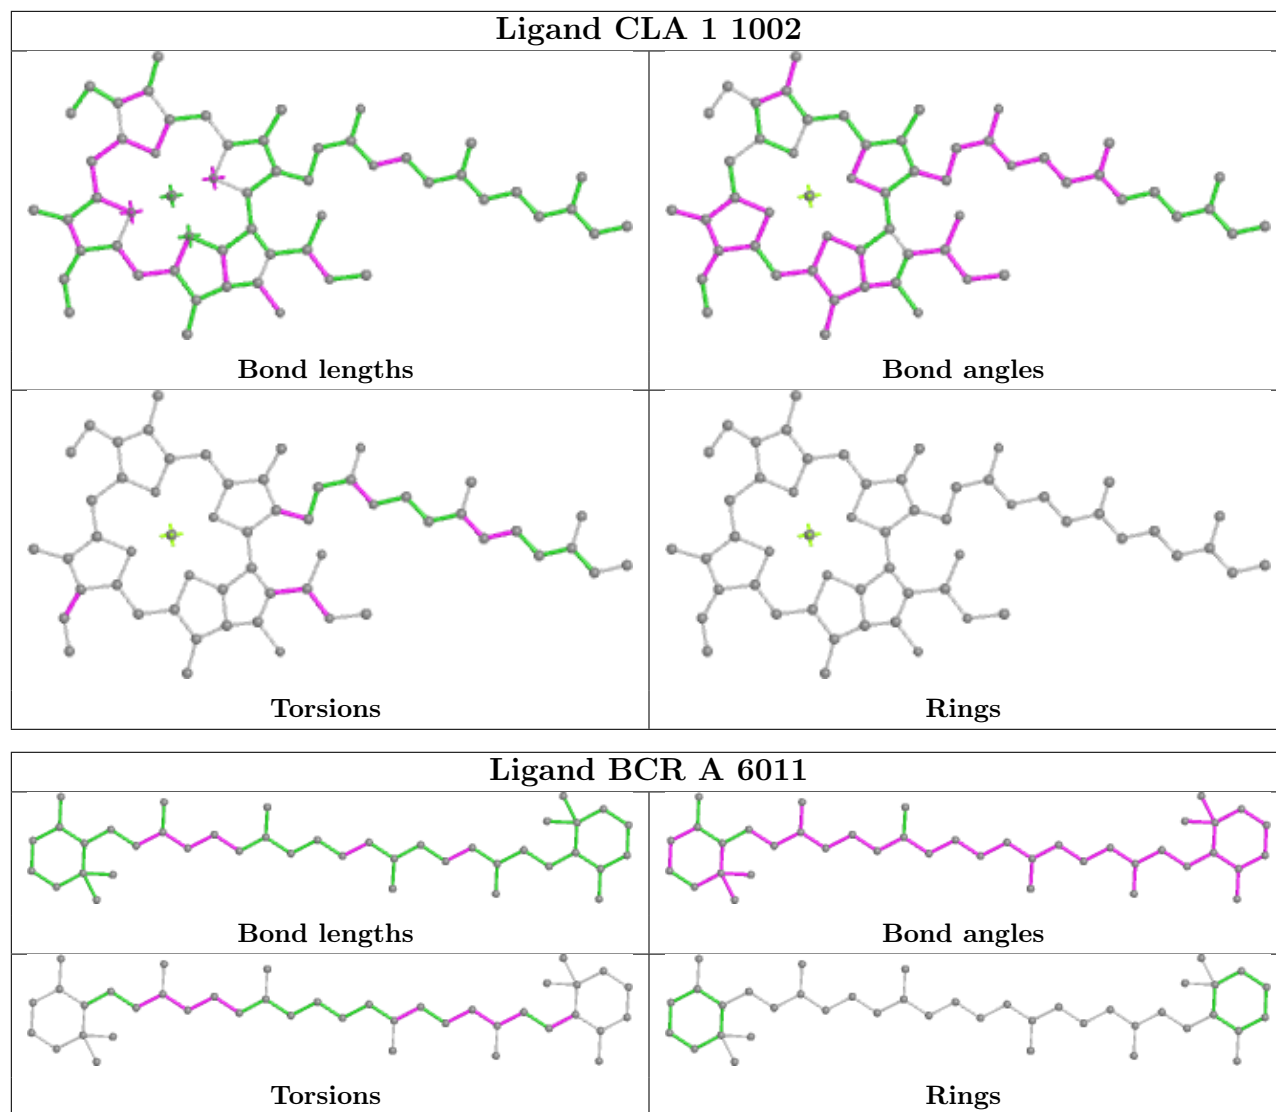 Ligand CLA 1 1002
Bond lengths
Bond angles
Torsions
Rings
Ligand BCR A 6011
Bond lengths
Bond angles
Torsions
Rings